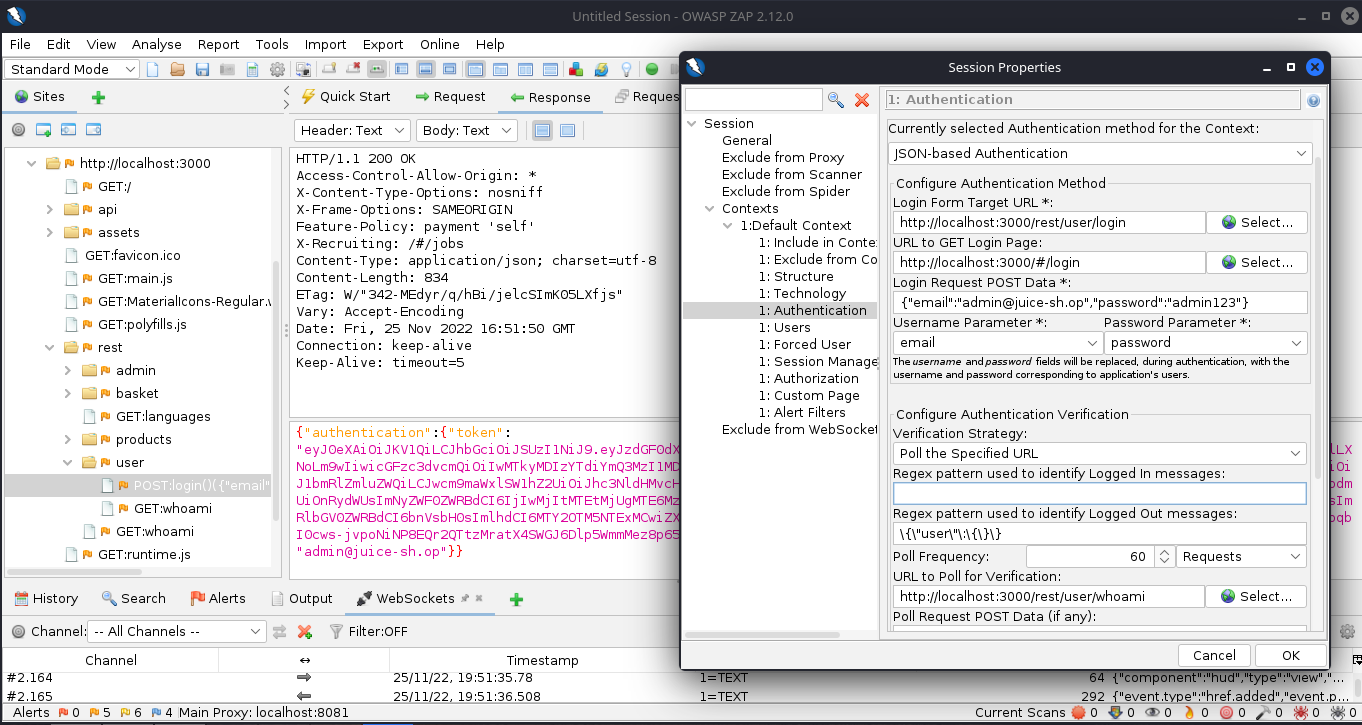 Untitled Session - OWASP ZAP 2.12.0
File Edit View Analyse Report Tools Import Export Online Help
Standard Mode
Sites
Quick Start
Request
Response
Reques
Header: Text
Body: Text
http://localhost:3000
GET:/
api
assets
GET:favicon.ico
GET:main.js
GET:MaterialIcons-Regular.
GET:polyfills.js
rest
admin
basket
GET:languages
products
user
POST:login()({"email"
GET:whoami
GET:whoami
GET:runtime.js
HTTP/1.1 200 OK
Access-Control-Allow-Origin: *
X-Content-Type-Options: nosniff
X-Frame-Options: SAMEORIGIN
Feature-Policy: payment 'self'
X-Recruiting: /#/jobs
Content-Type: application/json; charset=utf-8
Content-Length: 834
ETag: W/"342-MEdyr/q/hBi/jelcSImKO5LXfjs"
Vary: Accept-Encoding
Date: Fri, 25 Nov 2022 16:51:50 GMT
Connection: keep-alive
Keep-Alive: timeout=5
{"authentication":{"token":
"admin@juice-sh.op"}}
Session Properties
Session
General
Exclude from Proxy
Exclude from Scanner
Exclude from Spider
Contexts
1:Default Context
1: Include in Conte
1: Exclude from Co
1: Structure
1: Technology
1: Authentication
1: Users
1: Forced User
1: Session Manage
1: Authorization
1: Custom Page
1: Alert Filters
Exclude from WebSocket
1: Authentication
Currently selected Authentication method for the Context:
JSON-based Authentication
Configure Authentication Method
Login Form Target URL *:
http://localhost:3000/rest/user/login
Select...
URL to GET Login Page:
http://localhost:3000/#/login
Select...
Login Request POST Data *:
{"email":"admin@juice-sh.op","password":"admin123"}
Username Parameter *: Password Parameter *:
email
password
The username and password fields will be replaced, during authentication, with the
username and password corresponding to application's users.
Configure Authentication Verification
Verification Strategy:
Poll the Specified URL
Regex pattern used to identify Logged In messages:
Regex pattern used to identify Logged Out messages:
\{\"user\"\:\{\}\}
Poll Frequency: 60 Requests
URL to Poll for Verification:
http://localhost:3000/rest/user/whoami
Select...
Poll Request POST Data (if any):
Cancel
OK
History
Search
Alerts
Output
WebSockets
Channel: -- All Channels --
Filter:OFF
Channel ↔ Timestamp
#2.164 → 25/11/22, 19:51:35.78 1=TEXT 64 {"component":"hud","type":"view","...
#2.165 ← 25/11/22, 19:51:36.508 1=TEXT 292 {"event.type":"href.added","event.p...
Alerts 0 5 6 4 Main Proxy: localhost:8081
Current Scans 0 0 0 0 0 0 0 0